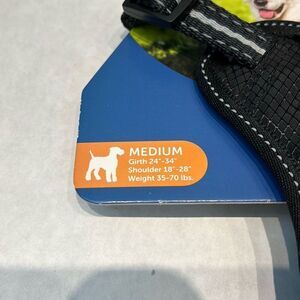 MEDIUM
Girth 24"-34"
Shoulder 18"-28"
Weight 35-70 lbs.